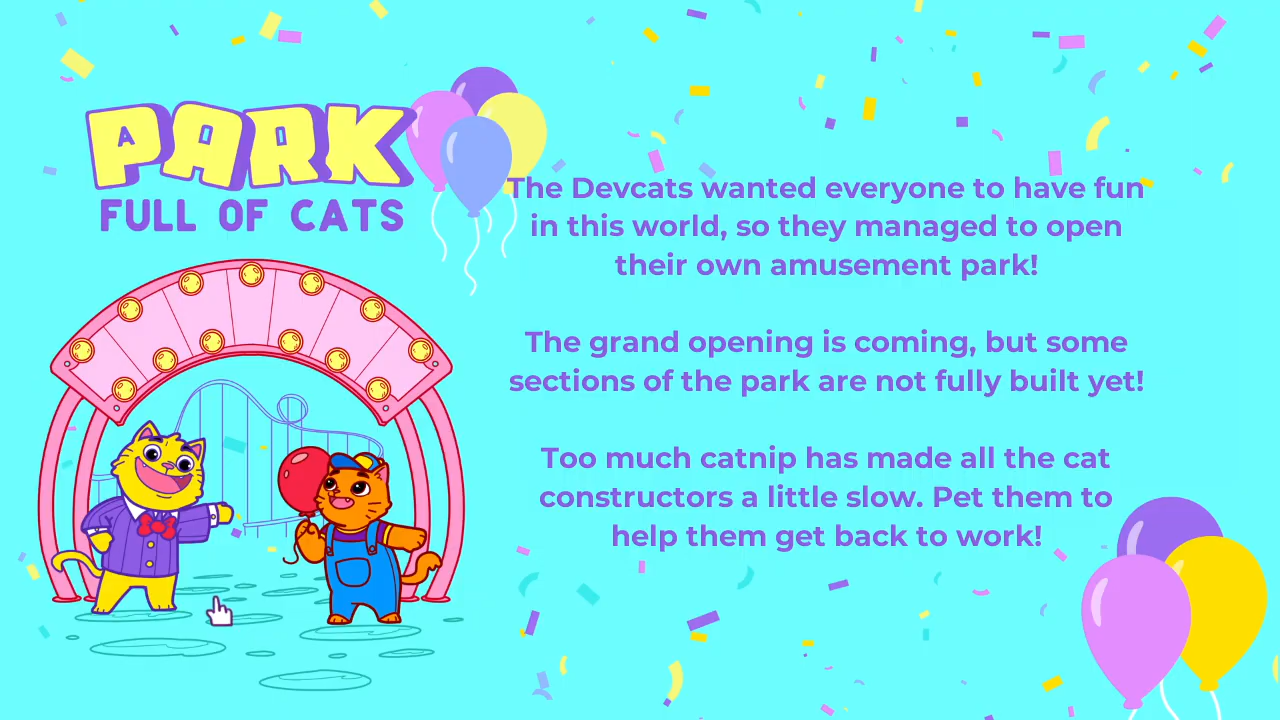 A PARK
FULL OF CATS
The Devcats wanted everyone to have fun
in this world, so they managed to open
their own amusement park!
The grand opening is coming, but some
sections of the park are not fully built yet!
Too much catnip has made all the cat
constructors a little slow. Pet them to
help them get back to work!